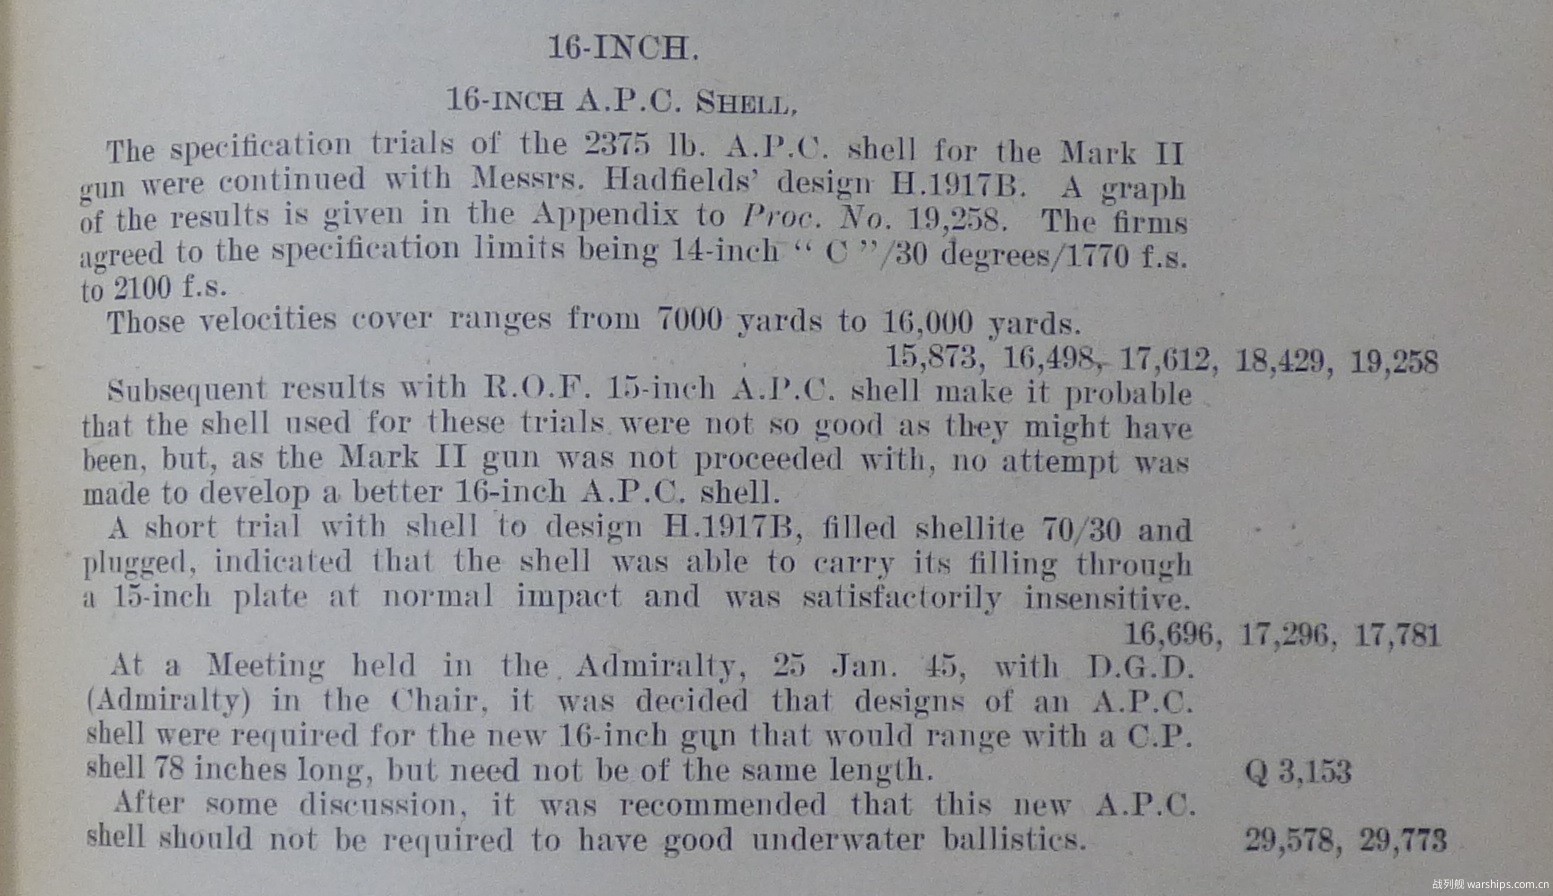 16-INCH.
16-INCH A.P.C. SHELL,
The specification trials of the 2375 lb. A.P.C. shell for the Mark II
gun were continued with Messrs. Hadfields' design H.1917B. A graph
of the results is given in the Appendix to Proc. No. 19,258. The firms
agreed to the specification limits being 14-inch " C "/30 degrees/1770 f.s.
to 2100 f.s.
Those velocities cover ranges from 7000 yards to 16,000 yards.
15,873, 16,498, 17,612, 18,429, 19,258
Subsequent results with R.O.F. 15-inch A.P.C. shell make it probable
that the shell used for these trials were not so good as they might have
been, but, as the Mark II gun was not proceeded with, no attempt was
made to develop a better 16-inch A.P.C. shell.
A short trial with shell to design H.1917B, filled shellite 70/30 and
plugged, indicated that the shell was able to carry its filling through
a 15-inch plate at normal impact and was satisfactorily insensitive.
16,696, 17,296, 17,781
At a Meeting held in the Admiralty, 25 Jan. 45, with D.G.D.
(Admiralty) in the Chair, it was decided that designs of an A.P.C.
shell were required for the new 16-inch gun that would range with a C.P.
shell 78 inches long, but need not be of the same length. Q 3,153
After some discussion, it was recommended that this new A.P.C.
shell should not be required to have good underwater ballistics. 29,578, 29,773
战列舰 warships.com.cn